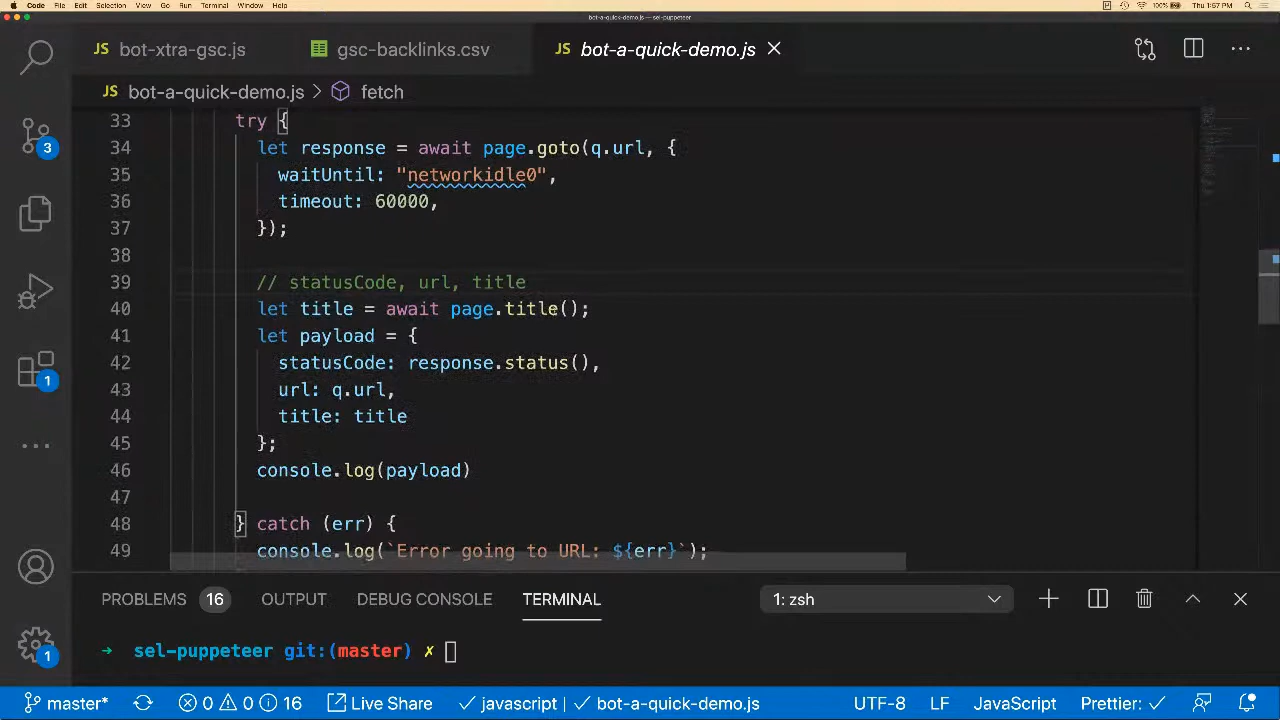 Code File Edit Selection View Go Run Terminal Window Help 100% Thu 1:57 PM
bot-a-quick-demo.js — sel-puppeteer
JS bot-xtra-gsc.js gsc-backlinks.csv JS bot-a-quick-demo.js
JS bot-a-quick-demo.js > fetch
33 try {
34 let response = await page.goto(q.url, {
35 waitUntil: "networkidle0",
36 timeout: 60000,
37 });
38
39 // statusCode, url, title
40 let title = await page.title();
41 let payload = {
42 statusCode: response.status(),
43 url: q.url,
44 title: title
45 };
46 console.log(payload)
47
48 } catch (err) {
49 console.log(`Error going to URL: ${err}`);
3
1
1
PROBLEMS 16 OUTPUT DEBUG CONSOLE TERMINAL 1: zsh
→ sel-puppeteer git:(master) ✗
master* 0 0 16 Live Share ✓ javascript | ✓ bot-a-quick-demo.js UTF-8 LF JavaScript Prettier: ✓